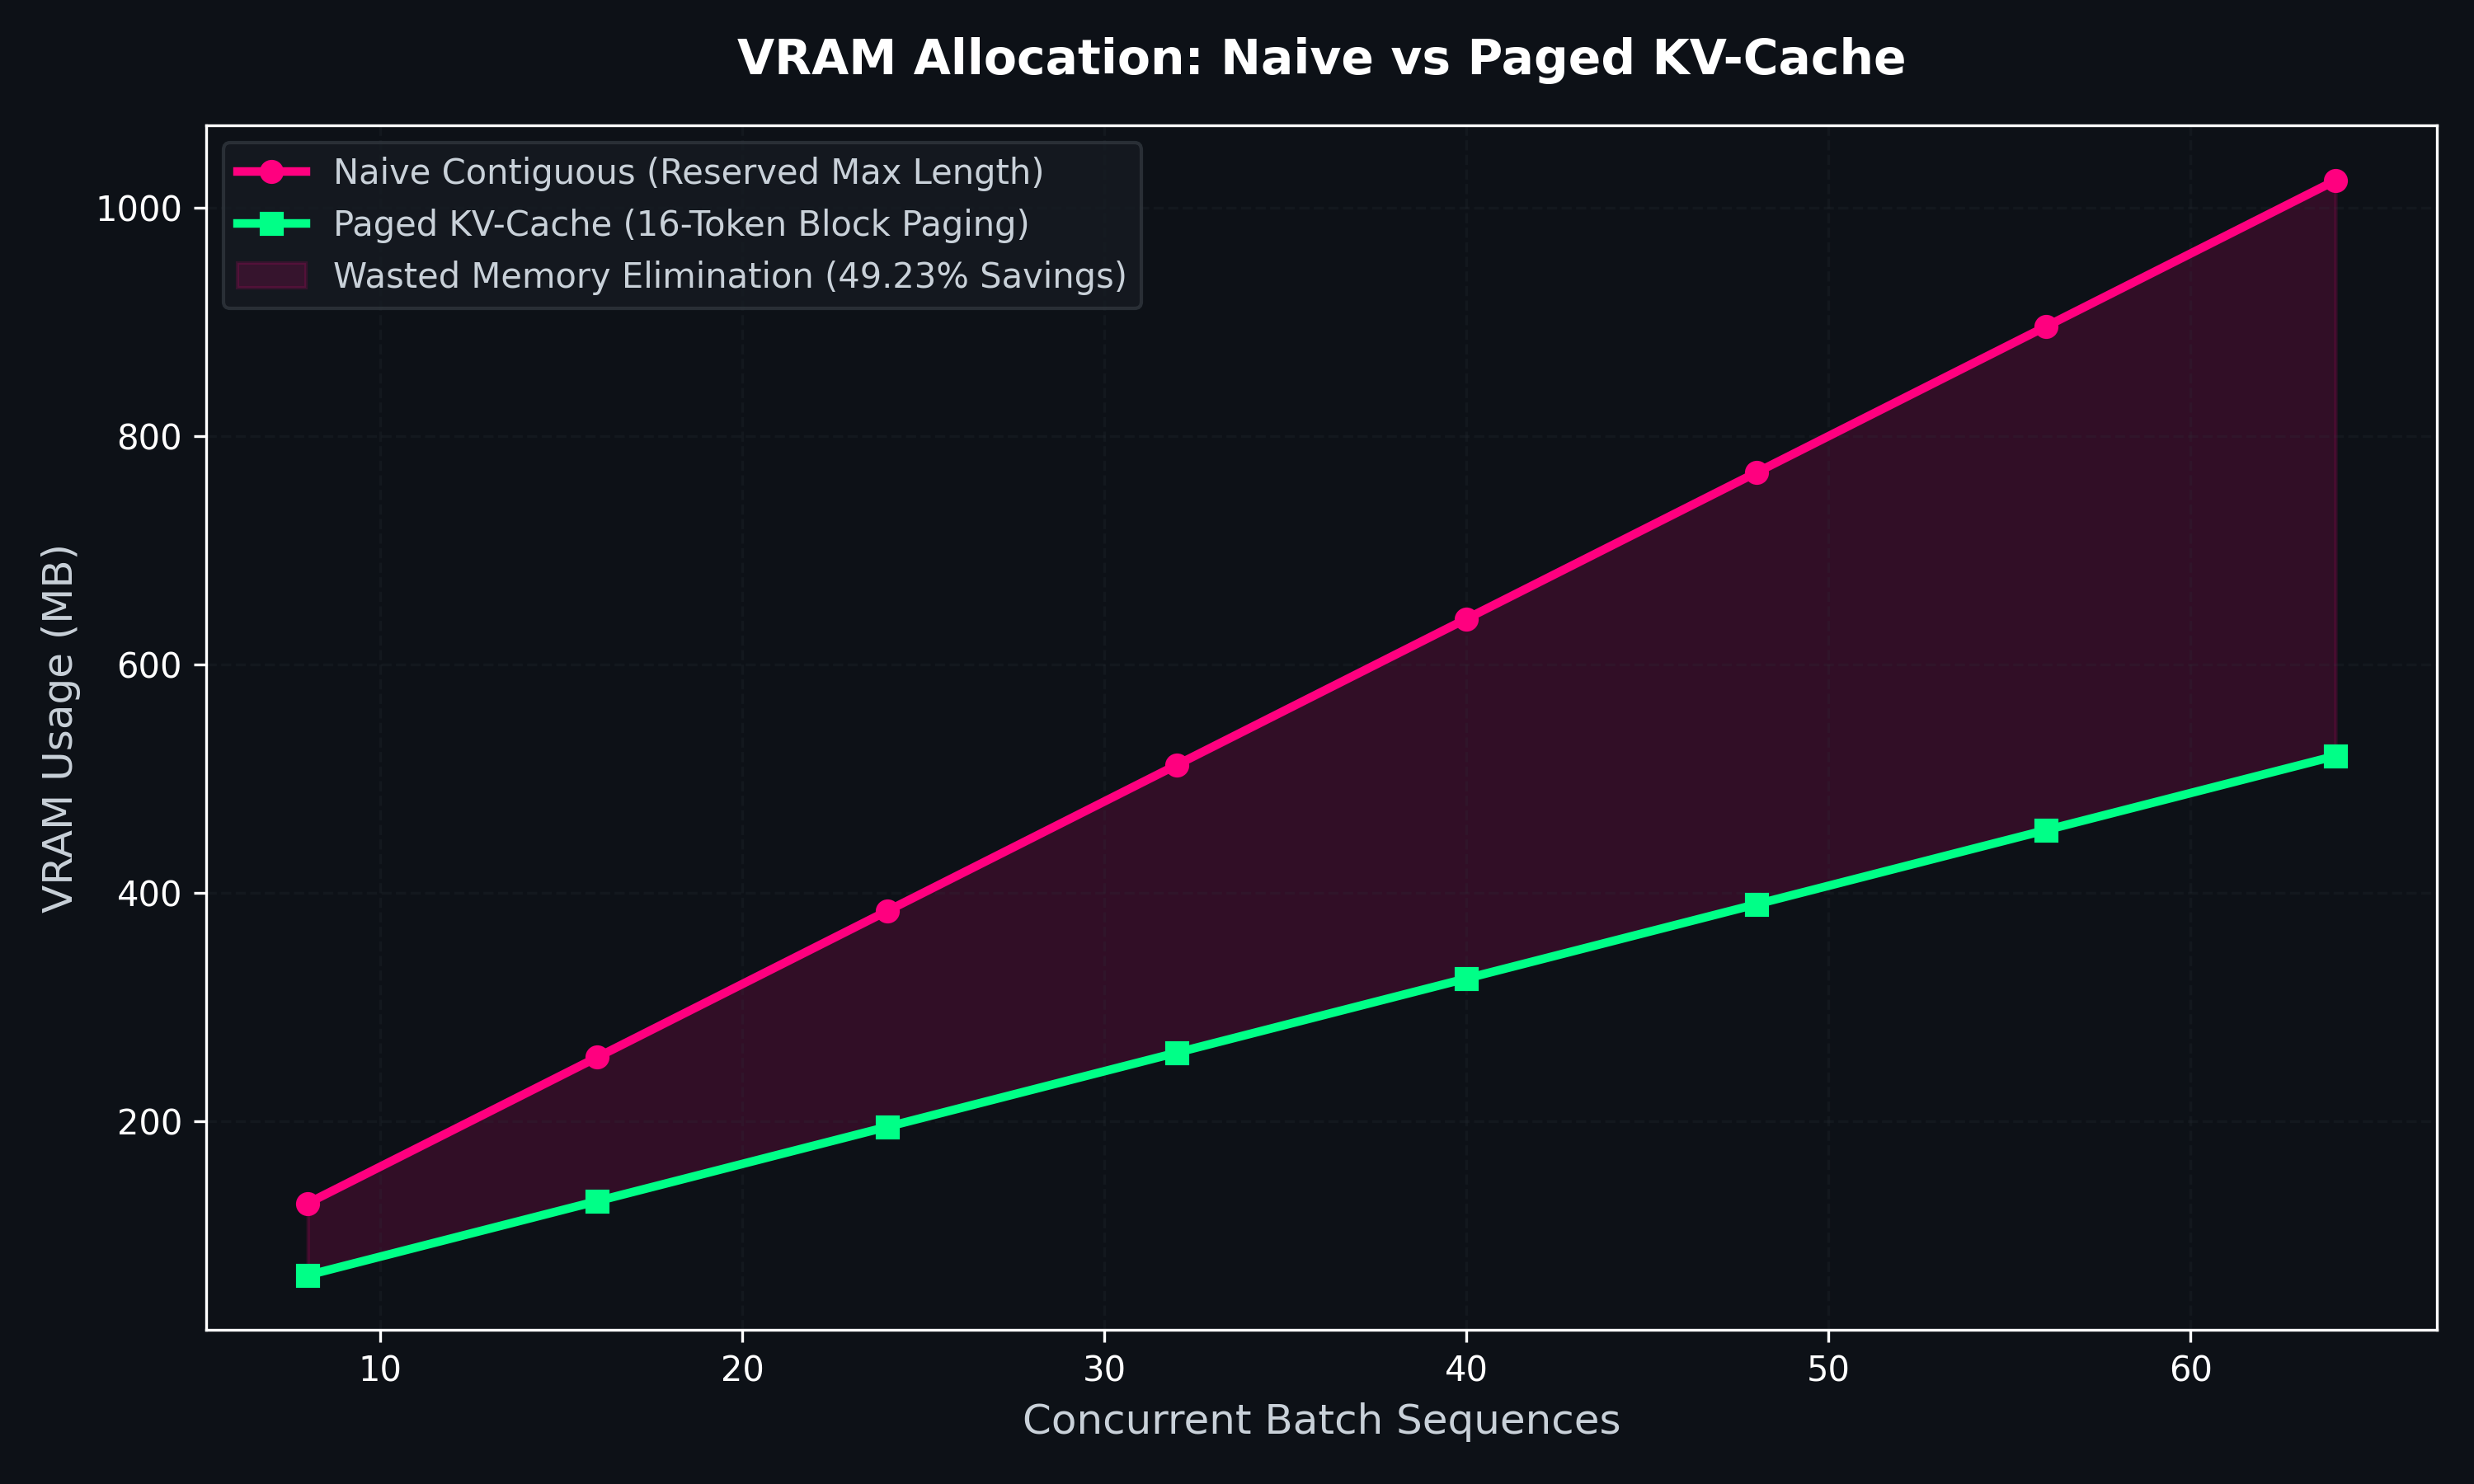 VRAM Allocation: Naive vs Paged KV-Cache
Naive Contiguous (Reserved Max Length)
Paged KV-Cache (16-Token Block Paging)
Wasted Memory Elimination (49.23% Savings)
VRAM Usage (MB)
1000
800
600
400
200
10 20 30 40 50 60
Concurrent Batch Sequences